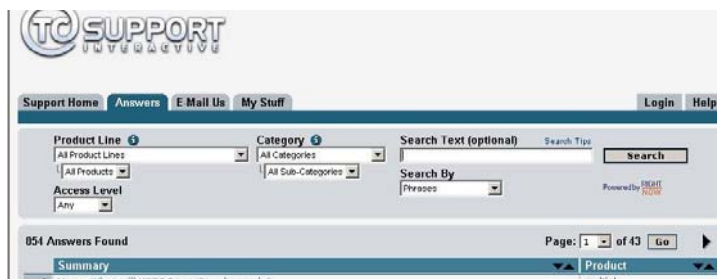 TC SUPPORT
INTERACTIVE
Support Home Answers E-Mail Us My Stuff Login Help
Product Line Category Search Text (optional) Search Tips
All Product Lines All Categories Search
All Products All Sub-Categories Search By
Access Level Phrases Powered by RIGHT NOW
Any
854 Answers Found Page: 1 of 43 Go
Summary Product